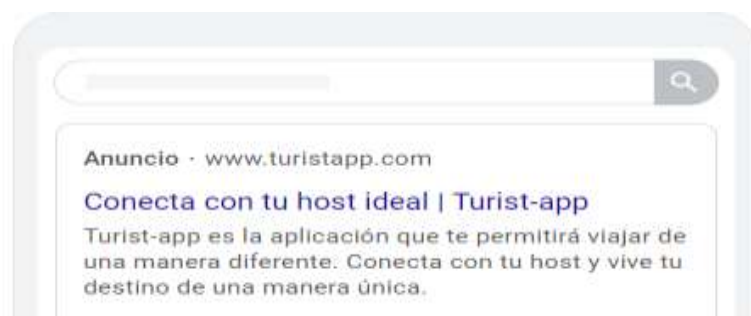 Anuncio · www.turistapp.com
Conecta con tu host ideal | Turist-app
Turist-app es la aplicación que te permitirá viajar de
una manera diferente. Conecta con tu host y vive tu
destino de una manera única.